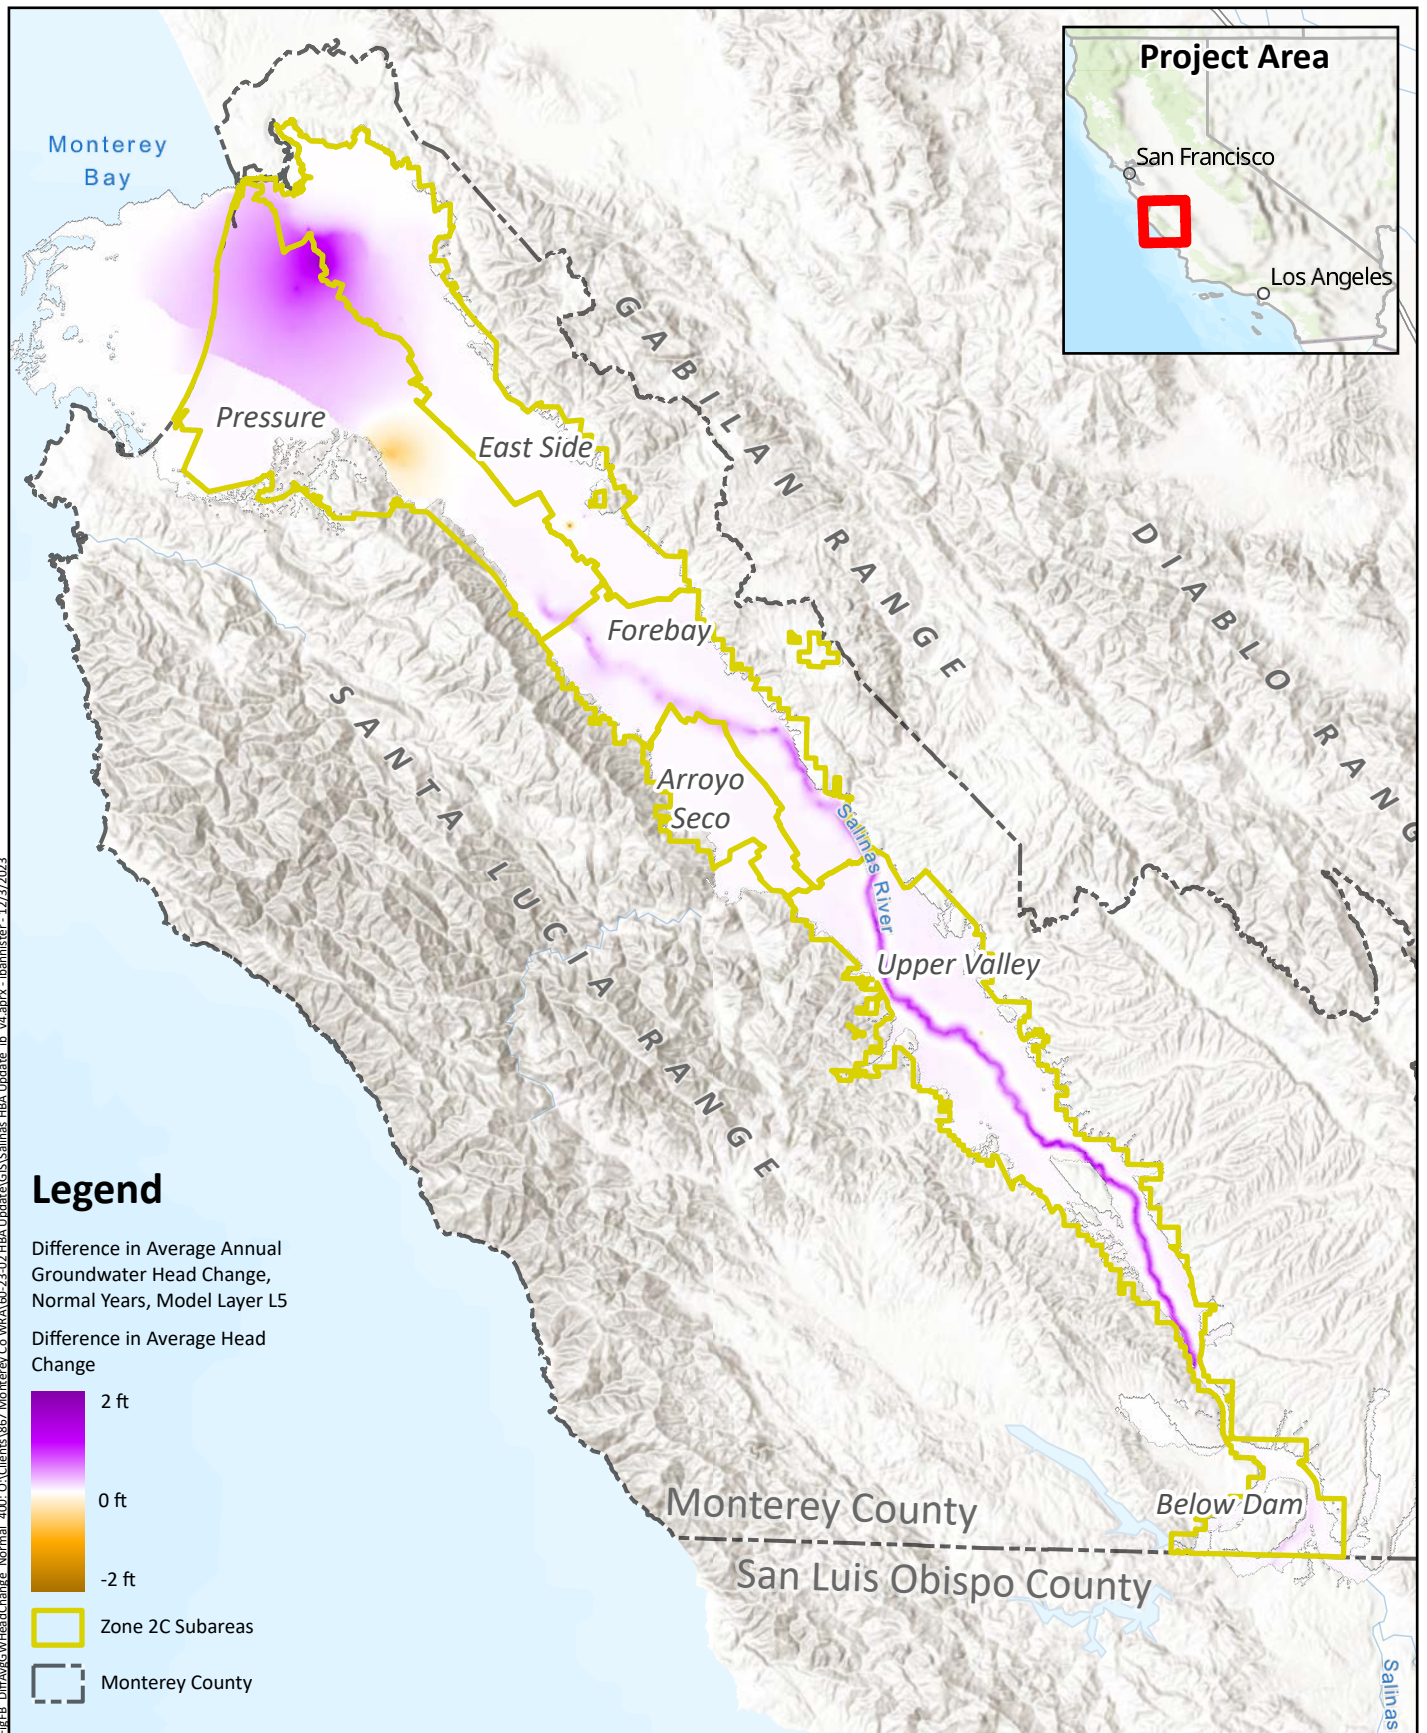 Project Area
San Francisco
Los Angeles
Monterey
Bay
GABILAN RANGE
DIABLO RANG
Pressure
East Side
Forebay
SANTA LUCIA RANGE
Arroyo
Seco
Salinas River
Upper Valley
Below Dam
Monterey County
San Luis Obispo County
Salinas
Legend
Difference in Average Annual
Groundwater Head Change,
Normal Years, Model Layer L5
Difference in Average Head
Change
2 ft
0 ft
-2 ft
Zone 2C Subareas
Monterey County